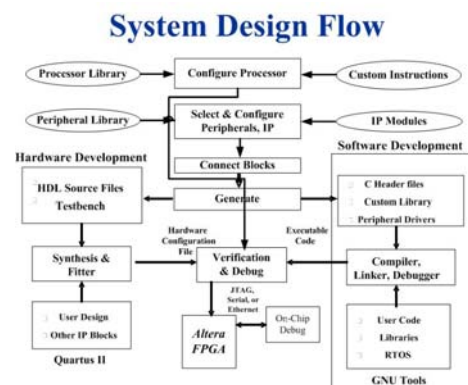 System Design Flow
Processor Library
Configure Processor
Custom Instructions
Peripheral Library
Select & Configure
Peripherals, IP
IP Modules
Connect Blocks
Hardware Development
Software Development
HDL Source Files
Testbench
Generate
C Header files
Custom Library
Peripheral Drivers
Hardware
Configuration
File
Executable
Code
Synthesis &
Fitter
Verification
& Debug
Compiler,
Linker, Debugger
JTAG,
Serial, or
Ethernet
User Design
Other IP Blocks
Altera
FPGA
On-Chip
Debug
User Code
Libraries
RTOS
Quartus II
GNU Tools